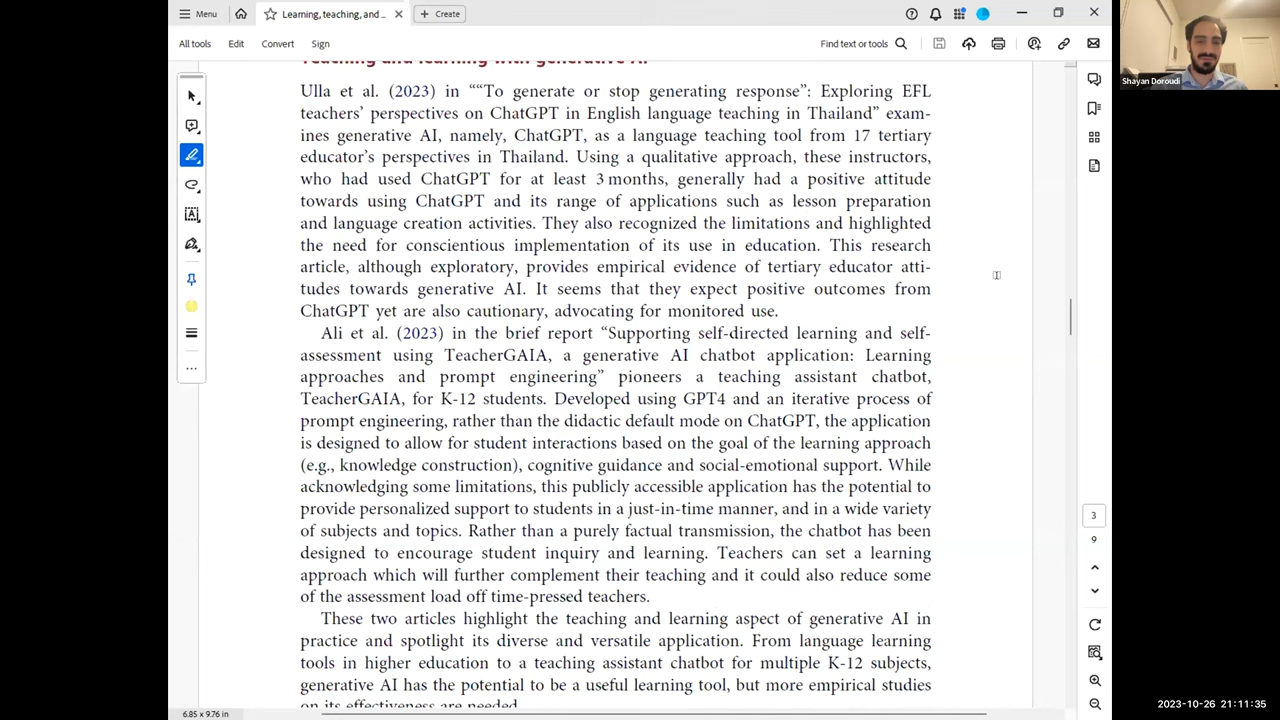 Menu
Learning, teaching, and ...
Create
All tools
Edit
Convert
Sign
Find text or tools
Shayan Doroudi
Teaching and learning with generative AI
Ulla et al. (2023) in ““To generate or stop generating response”: Exploring EFL
teachers’ perspectives on ChatGPT in English language teaching in Thailand” exam-
ines generative AI, namely, ChatGPT, as a language teaching tool from 17 tertiary
educator’s perspectives in Thailand. Using a qualitative approach, these instructors,
who had used ChatGPT for at least 3 months, generally had a positive attitude
towards using ChatGPT and its range of applications such as lesson preparation
and language creation activities. They also recognized the limitations and highlighted
the need for conscientious implementation of its use in education. This research
article, although exploratory, provides empirical evidence of tertiary educator atti-
tudes towards generative AI. It seems that they expect positive outcomes from
ChatGPT yet are also cautionary, advocating for monitored use.
Ali et al. (2023) in the brief report “Supporting self-directed learning and self-
assessment using TeacherGAIA, a generative AI chatbot application: Learning
approaches and prompt engineering” pioneers a teaching assistant chatbot,
TeacherGAIA, for K-12 students. Developed using GPT4 and an iterative process of
prompt engineering, rather than the didactic default mode on ChatGPT, the application
is designed to allow for student interactions based on the goal of the learning approach
(e.g., knowledge construction), cognitive guidance and social-emotional support. While
acknowledging some limitations, this publicly accessible application has the potential to
provide personalized support to students in a just-in-time manner, and in a wide variety
of subjects and topics. Rather than a purely factual transmission, the chatbot has been
designed to encourage student inquiry and learning. Teachers can set a learning
approach which will further complement their teaching and it could also reduce some
of the assessment load off time-pressed teachers.
These two articles highlight the teaching and learning aspect of generative AI in
practice and spotlight its diverse and versatile application. From language learning
tools in higher education to a teaching assistant chatbot for multiple K-12 subjects,
generative AI has the potential to be a useful learning tool, but more empirical studies
on its effectiveness are needed.
3
9
6.85 x 9.76 in
2023-10-26 21:11:35